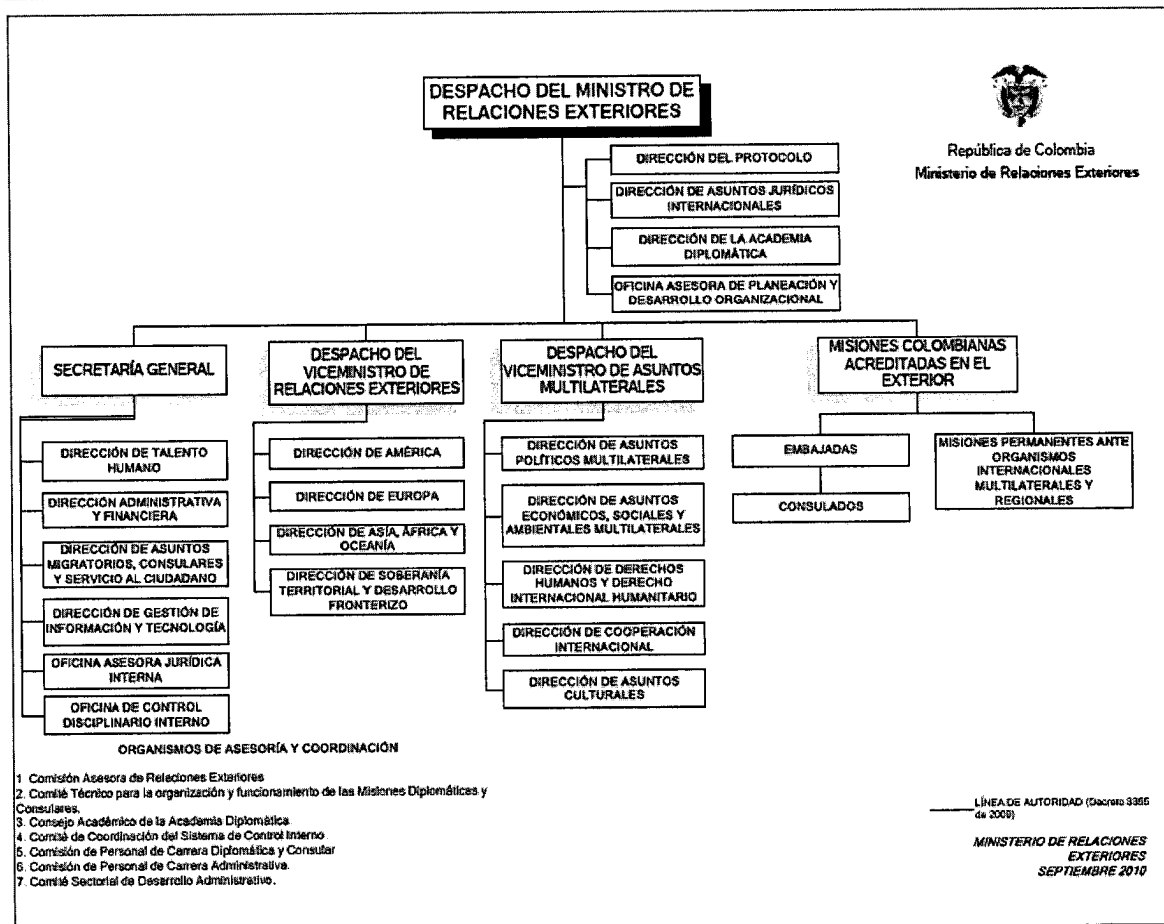 DESPACHO DEL MINISTRO DE
RELACIONES EXTERIORES
República de Colombia
Ministerio de Relaciones Exteriores
DIRECCIÓN DEL PROTOCOLO
DIRECCIÓN DE ASUNTOS JURÍDICOS
INTERNACIONALES
DIRECCIÓN DE LA ACADEMIA
DIPLOMÁTICA
OFICINA ASESORA DE PLANEACIÓN Y
DESARROLLO ORGANIZACIONAL
SECRETARÍA GENERAL
DIRECCIÓN DE TALENTO
HUMANO
DIRECCIÓN ADMINISTRATIVA
Y FINANCIERA
DIRECCIÓN DE ASUNTOS
MIGRATORIOS, CONSULARES
Y SERVICIO AL CIUDADANO
DIRECCIÓN DE GESTIÓN DE
INFORMACIÓN Y TECNOLOGÍA
OFICINA ASESORA JURÍDICA
INTERNA
OFICINA DE CONTROL
DISCIPLINARIO INTERNO
DESPACHO DEL
VICEMINISTRO DE
RELACIONES EXTERIORES
DIRECCIÓN DE AMÉRICA
DIRECCIÓN DE EUROPA
DIRECCIÓN DE ASÍA, ÁFRICA Y
OCEANÍA
DIRECCIÓN DE SOBERANÍA
TERRITORIAL Y DESARROLLO
FRONTERIZO
DESPACHO DEL
VICEMINISTRO DE ASUNTOS
MULTILATERALES
DIRECCIÓN DE ASUNTOS
POLÍTICOS MULTILATERALES
DIRECCIÓN DE ASUNTOS
ECONÓMICOS, SOCIALES Y
AMBIENTALES MULTILATERALES
DIRECCIÓN DE DERECHOS
HUMANOS Y DERECHO
INTERNACIONAL HUMANITARIO
DIRECCIÓN DE COOPERACIÓN
INTERNACIONAL
DIRECCIÓN DE ASUNTOS
CULTURALES
MISIONES COLOMBIANAS
ACREDITADAS EN EL
EXTERIOR
EMBAJADAS
CONSULADOS
MISIONES PERMANENTES ANTE
ORGANISMOS
INTERNACIONALES
MULTILATERALES Y
REGIONALES
ORGANISMOS DE ASESORÍA Y COORDINACIÓN
1 Comisión Asesora de Relaciones Exteriores
2. Comité Técnico para la organización y funcionamiento de las Misiones Diplomáticas y
Consulares.
3. Consejo Académico de la Academia Diplomática
4. Comité de Coordinación del Sistema de Control Interno
5. Comisión de Personal de Carrera Diplomática y Consular
6. Comisión de Personal de Carrera Administrativa.
7. Comité Sectorial de Desarrollo Administrativo.
LÍNEA DE AUTORIDAD (Decreto 3355
de 2009)
MINISTERIO DE RELACIONES
EXTERIORES
SEPTIEMBRE 2010